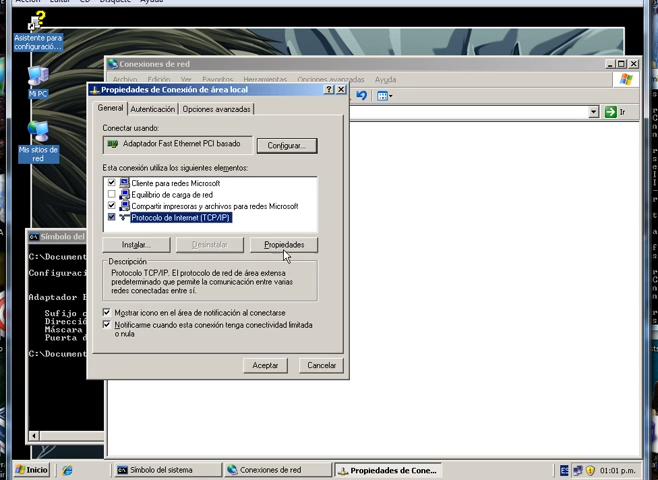 Acción Editar CD Disquete Ayuda
Asistente para
configuració...
Mi PC
Mis sitios de
red
Conexiones de red
Archivo Edición Ver Favoritos Herramientas Opciones avanzadas Ayuda
Ir
Propiedades de Conexión de área local
General Autenticación Opciones avanzadas
Conectar usando:
Adaptador Fast Ethernet PCI basado
Configurar...
Esta conexión utiliza los siguientes elementos:
Cliente para redes Microsoft
Equilibrio de carga de red
Compartir impresoras y archivos para redes Microsoft
Protocolo de Internet (TCP/IP)
Instalar... Desinstalar Propiedades
Descripción
Protocolo TCP/IP. El protocolo de red de área extensa
predeterminado que permite la comunicación entre varias
redes conectadas entre sí.
Mostrar icono en el área de notificación al conectarse
Notificarme cuando esta conexión tenga conectividad limitada
o nula
Aceptar Cancelar
Símbolo del
C:\Document
Configuraci
Adaptador E
Sufijo c
Direcció
Máscara
Puerta d
C:\Document
Inicio Símbolo del sistema Conexiones de red Propiedades de Cone... ES 01:01 p.m.